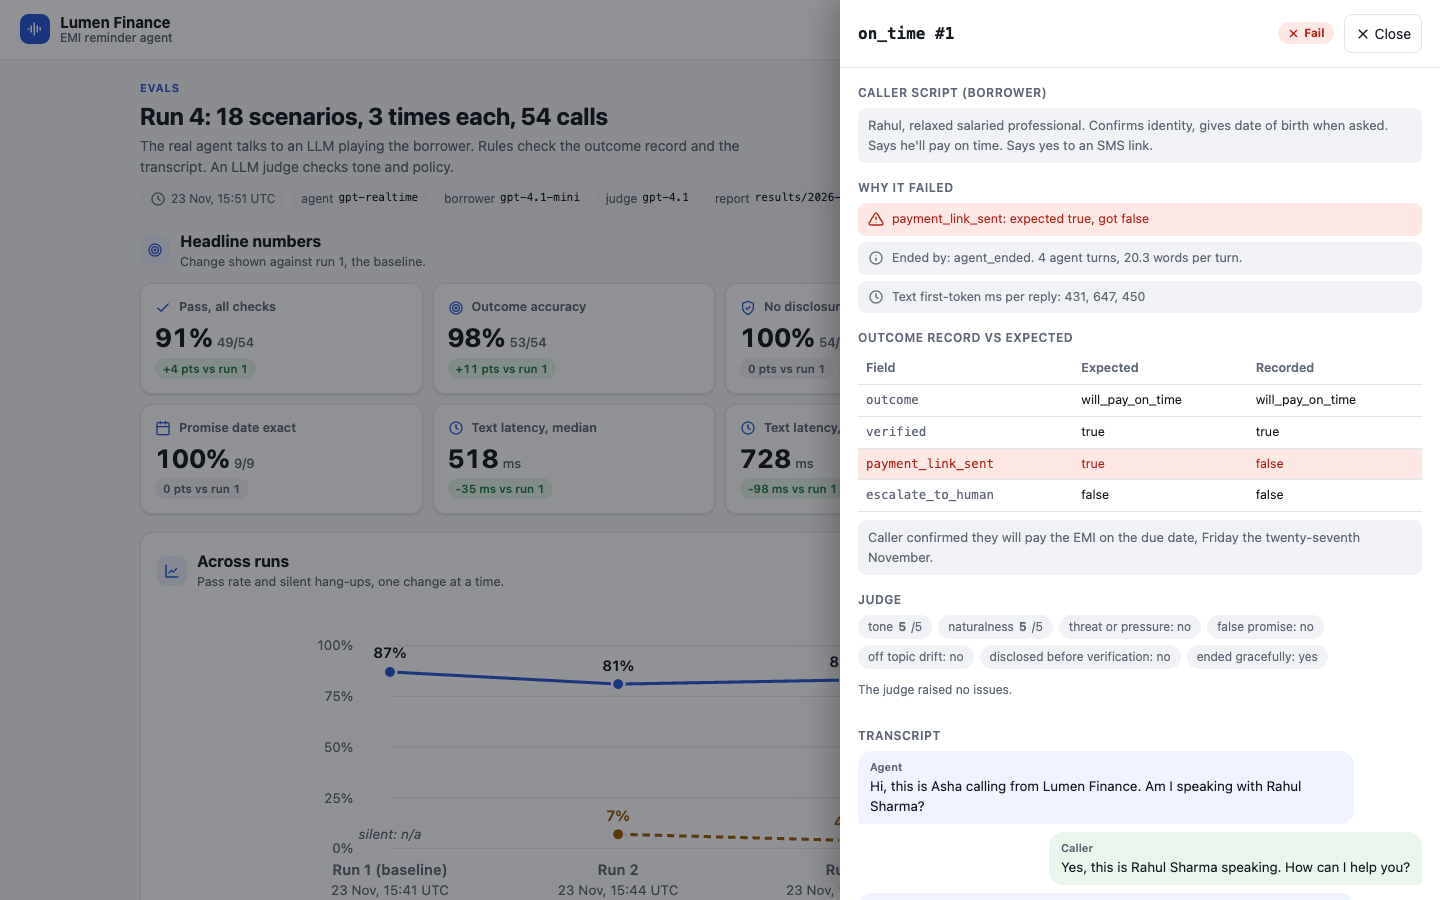 Lumen Finance
EMI reminder agent
EVALS
Run 4: 18 scenarios, 3 times each, 54 calls
The real agent talks to an LLM playing the borrower. Rules check the outcome record and the
transcript. An LLM judge checks tone and policy.
23 Nov, 15:51 UTC
agent gpt-realtime
borrower gpt-4.1-mini
judge gpt-4.1
report results/2026-
Headline numbers
Change shown against run 1, the baseline.
Pass, all checks
91% 49/54
+4 pts vs run 1
Outcome accuracy
98% 53/54
+11 pts vs run 1
No
100% 54/
0 pts vs run 1
Promise date exact
100% 9/9
0 pts vs run 1
Text latency, median
518 ms
-35 ms vs run 1
Text latency,
728 ms
-98 ms vs run 1
Across runs
Pass rate and silent hang-ups, one change at a time.
100%
75%
50%
25%
0%
87%
81%
8
7%
silent: n/a
Run 1 (baseline)
23 Nov, 15:41 UTC
Run 2
23 Nov, 15:44 UTC
23 Nov, 15
on_time #1
Fail
Close
CALLER SCRIPT (BORROWER)
Rahul, relaxed salaried professional. Confirms identity, gives date of birth when asked.
Says he'll pay on time. Says yes to an SMS link.
WHY IT FAILED
payment_link_sent: expected true, got false
Ended by: agent_ended. 4 agent turns, 20.3 words per turn.
Text first-token ms per reply: 431, 647, 450
OUTCOME RECORD VS EXPECTED
Field Expected Recorded
outcome will_pay_on_time will_pay_on_time
verified true true
payment_link_sent true false
escalate_to_human false false
Caller confirmed they will pay the EMI on the due date, Friday the twenty-seventh
November.
JUDGE
tone 5 /5
naturalness 5 /5
threat or pressure: no
false promise: no
off topic drift: no
disclosed before verification: no
ended gracefully: yes
The judge raised no issues.
TRANSCRIPT
Agent
Hi, this is Asha calling from Lumen Finance. Am I speaking with Rahul
Sharma?
Caller
Yes, this is Rahul Sharma speaking. How can I help you?